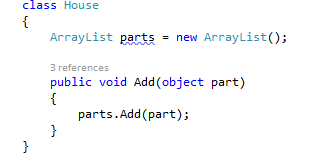 class House
{
ArrayList parts = new ArrayList();
3 references
public void Add(object part)
{
parts.Add(part);
}
}